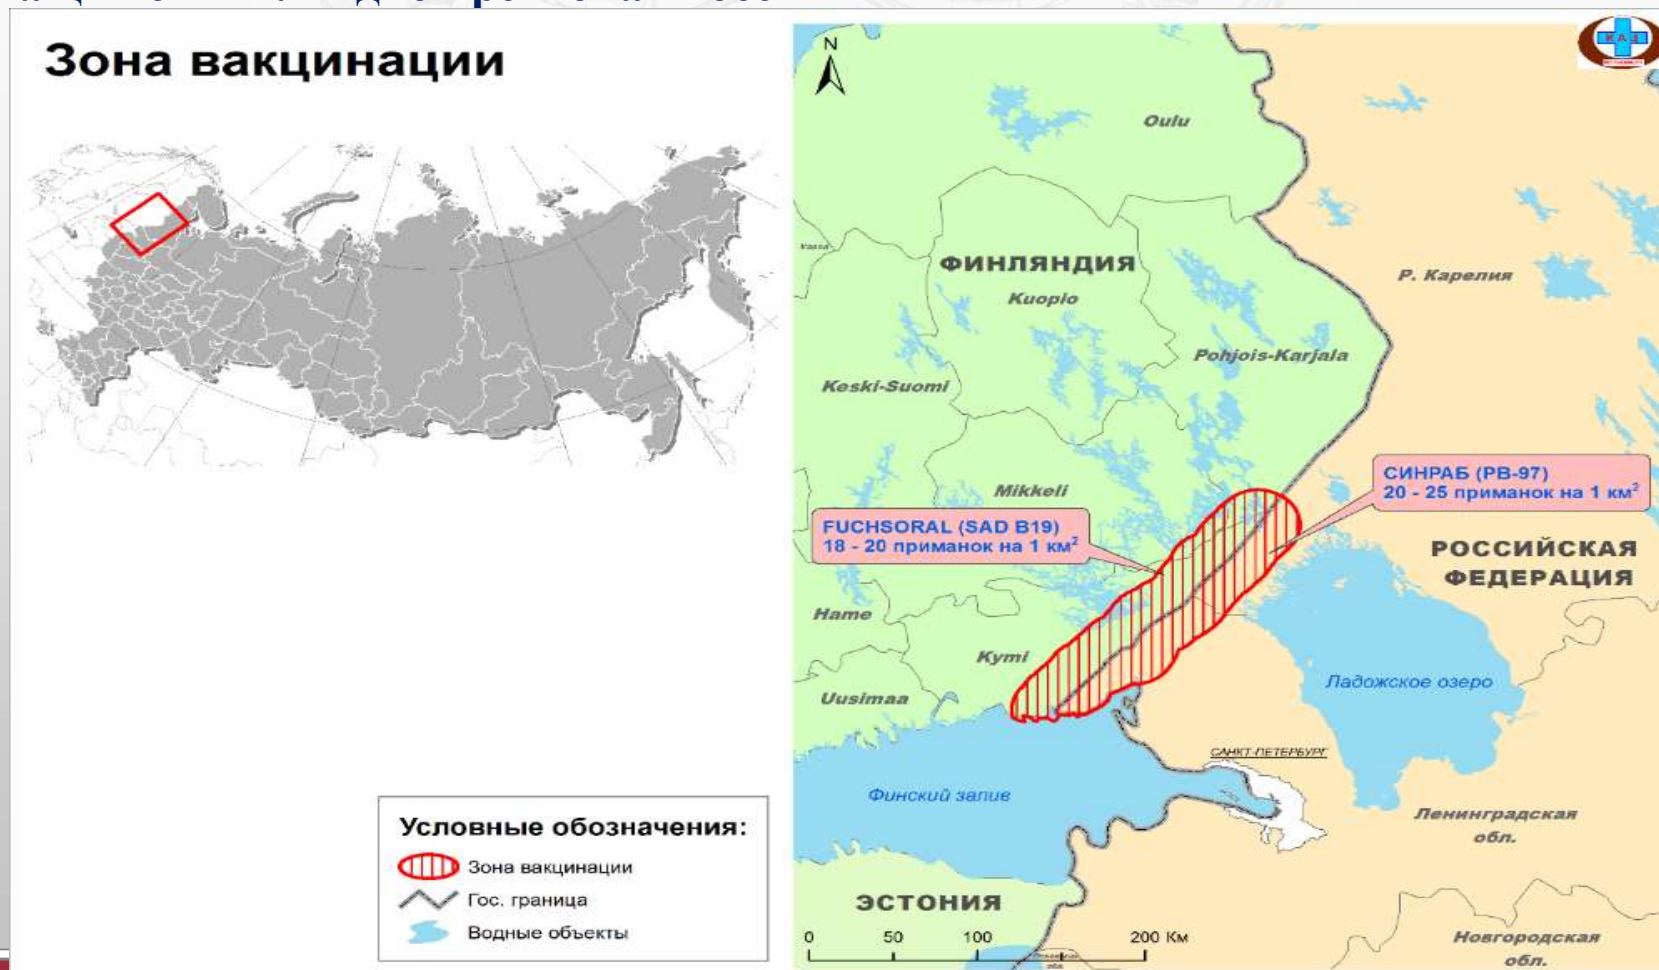 Зона вакцинации
N
КАД
Oulu
Vaasa
ФИНЛЯНДИЯ
Р. Карелия
Kuopio
Pohjois-Karjala
Keski-Suomi
СИНРАБ (РВ-97)
20 - 25 приманок на 1 км²
Mikkeli
FUCHSORAL (SAD B19)
18 - 20 приманок на 1 км²
РОССИЙСКАЯ
ФЕДЕРАЦИЯ
Hame
Kymi
Ладожское озеро
Uusimaa
САНКТ-ПЕТЕРБУРГ
Финский залив
Ленинградская
обл.
Условные обозначения:
Зона вакцинации
Гос. граница
Водные объекты
ЭСТОНИЯ
0 50 100 200 Км
Новгородская
обл.
обл.